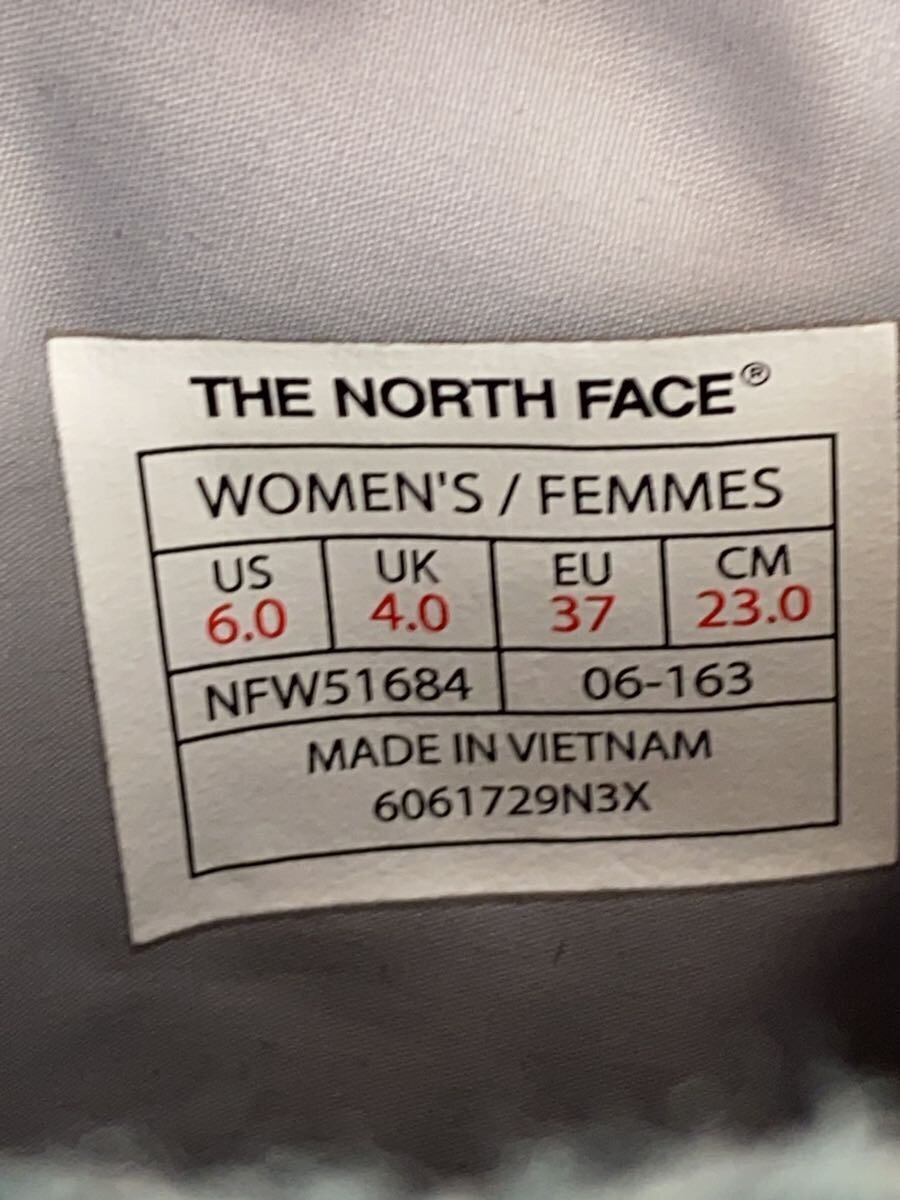 THE NORTH FACE®
WOMEN'S / FEMMES
US UK EU CM
6.0 4.0 37 23.0
NFW51684 06-163
MADE IN VIETNAM
6061729N3X